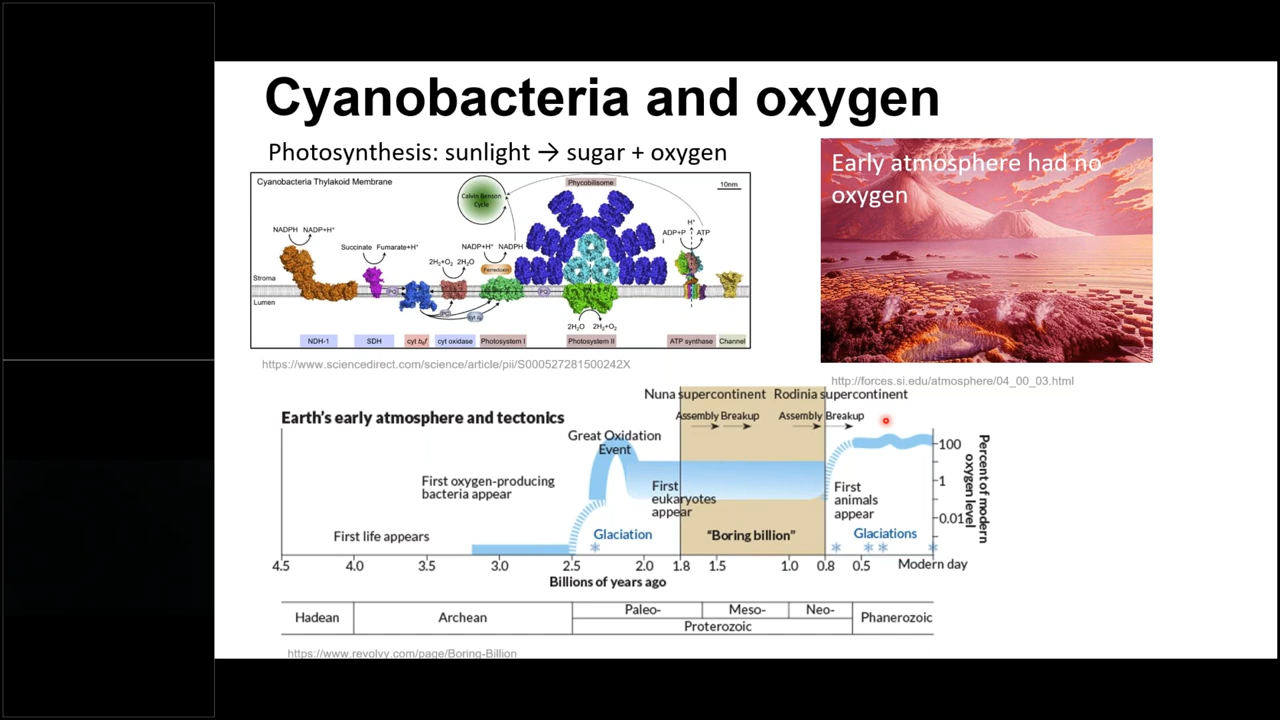 Cyanobacteria and oxygen
Photosynthesis: sunlight → sugar + oxygen
Cyanobacteria Thylakoid Membrane
Phycobilisome
10nm
Calvin Benson
Cycle
H⁺
NADPH NADP+H⁺
Succinate Fumarate+H⁺
NADP+H⁺ NADPH
ADP+P ATP
2H₂+O₂ 2H₂O
Ferredoxin
Stroma
Lumen
PQ
PQ
2H₂O 2H₂+O₂
NDH-1 SDH cyt b₆f cyt oxidase Photosystem I Photosystem II ATP synthase Channel
https://www.sciencedirect.com/science/article/pii/S000527281500242X
Early atmosphere had no
oxygen
http://forces.si.edu/atmosphere/04_00_03.html
Nuna supercontinent Rodinia supercontinent
Assembly Breakup Assembly Breakup
Earth's early atmosphere and tectonics
Great Oxidation
Event
First oxygen-producing
bacteria appear
First life appears
First
eukaryotes
appear
First
animals
appear
Glaciation
"Boring billion"
Glaciations
100
1
0.01
Percent of modern
oxygen level
4.5 4.0 3.5 3.0 2.5 2.0 1.8 1.5 1.0 0.8 0.5 Modern day
Billions of years ago
Hadean Archean Paleo- Meso- Neo- Phanerozoic
Proterozoic
https://www.revolvy.com/page/Boring-Billion